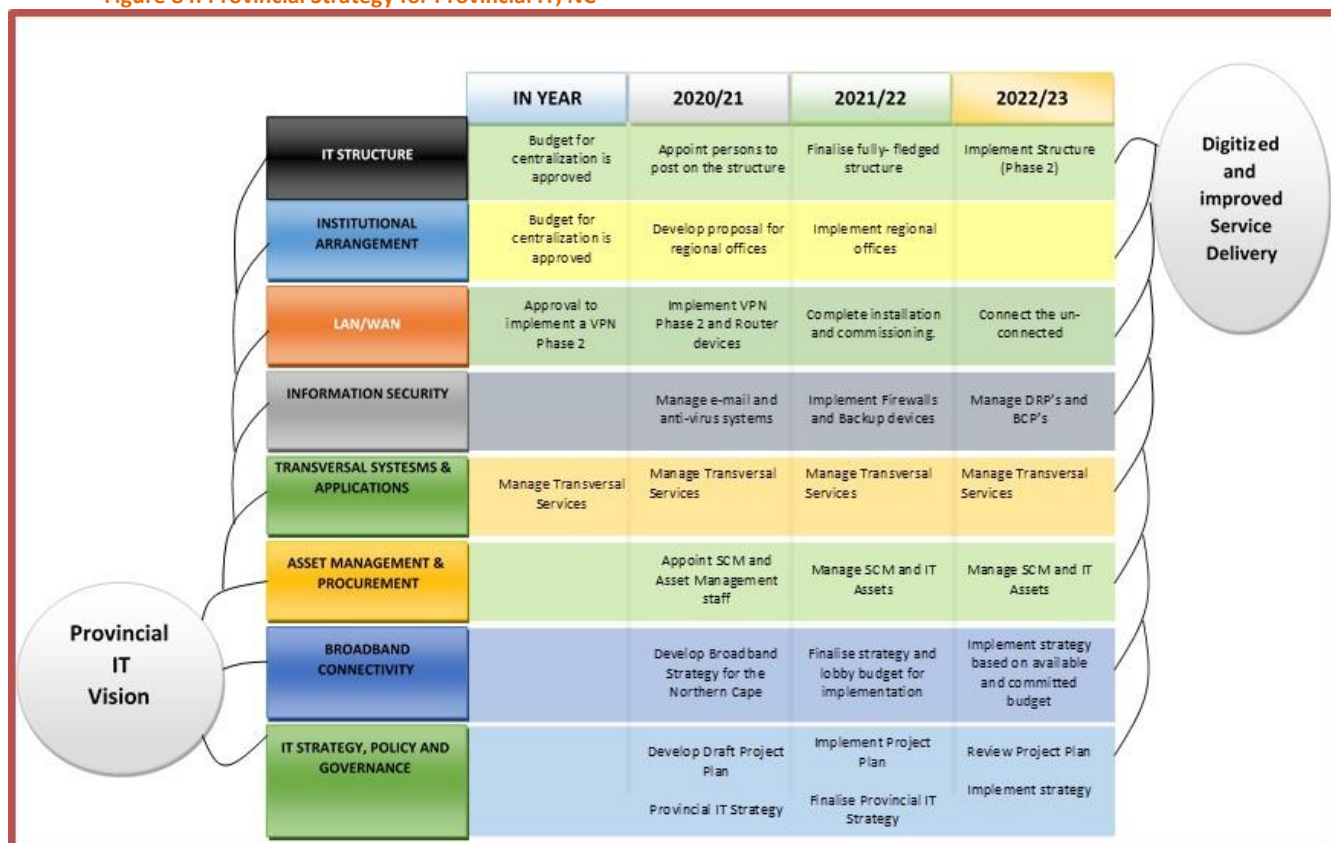 Figure 84: Provincial Strategy for Provincial IT, NC
IN YEAR
2020/21
2021/22
2022/23
IT STRUCTURE
Budget for
centralization is
approved
Appoint persons to
post on the structure
Finalise fully- fledged
structure
Implement Structure
(Phase 2)
INSTITUTIONAL
ARRANGEMENT
Budget for
centralization is
approved
Develop proposal for
regional offices
Implement regional
offices
LAN/WAN
Approval to
implement a VPN
Phase 2
Implement VPN
Phase 2 and Router
devices
Complete installation
and commissioning.
Connect the un-
connected
INFORMATION SECURITY
Manage e-mail and
anti-virus systems
Implement Firewalls
and Backup devices
Manage DRP's and
BCP's
TRANSVERSAL SYSTESMS &
APPLICATIONS
Manage Transversal
Services
Manage Transversal
Services
Manage Transversal
Services
Manage Transversal
Services
ASSET MANAGEMENT &
PROCUREMENT
Appoint SCM and
Asset Management
staff
Manage SCM and IT
Assets
Manage SCM and IT
Assets
BROADBAND
CONNECTIVITY
Develop Broadband
Strategy for the
Northern Cape
Finalise strategy and
lobby budget for
implementation
Implement strategy
based on available
and committed
budget
IT STRATEGY, POLICY AND
GOVERNANCE
Develop Draft Project
Plan
Provincial IT Strategy
Implement Project
Plan
Finalise Provincial IT
Strategy
Review Project Plan
Implement strategy
Provincial
IT
Vision
Digitized
and
improved
Service
Delivery